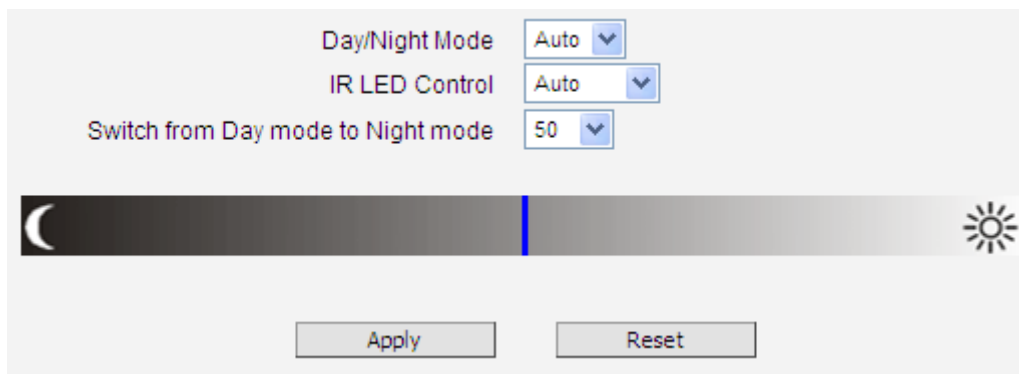 Day/Night Mode Auto
IR LED Control Auto
Switch from Day mode to Night mode 50
Apply Reset